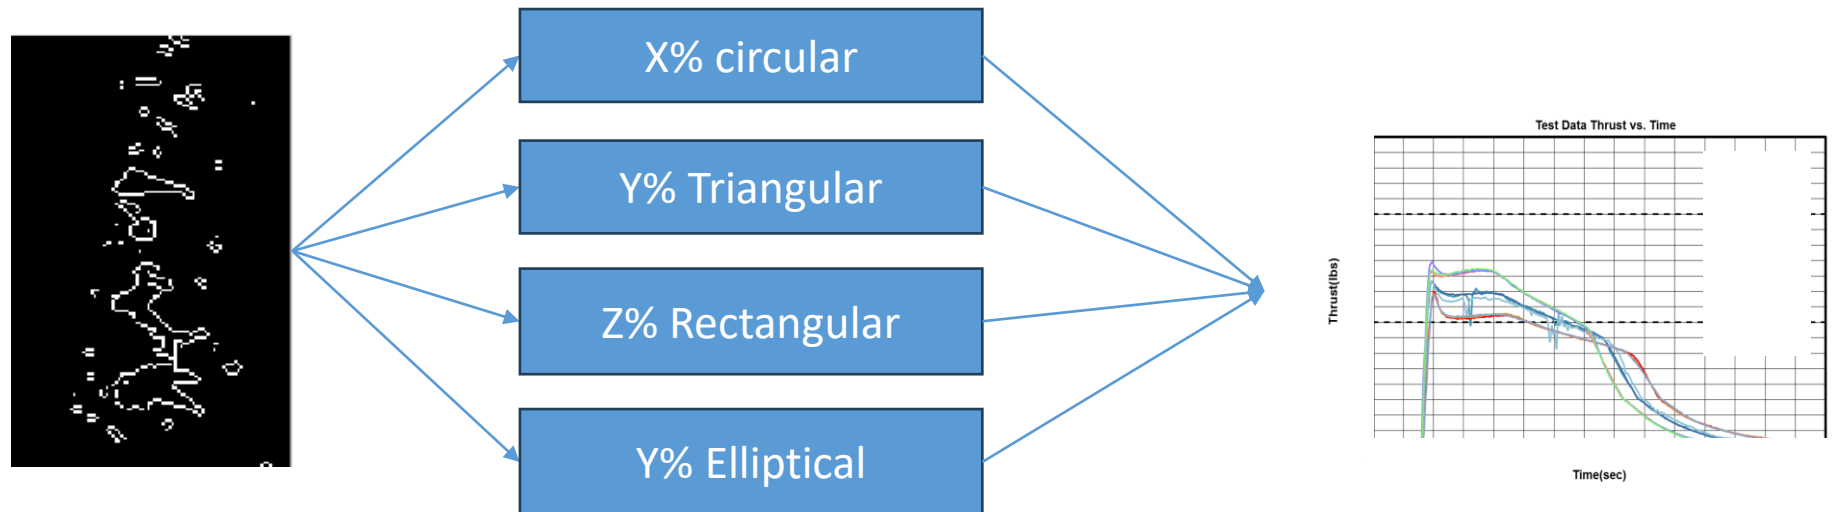 X% circular
Y% Triangular
Z% Rectangular
Y% Elliptical
Test Data Thrust vs. Time
Thrust(lbs)
Time(sec)